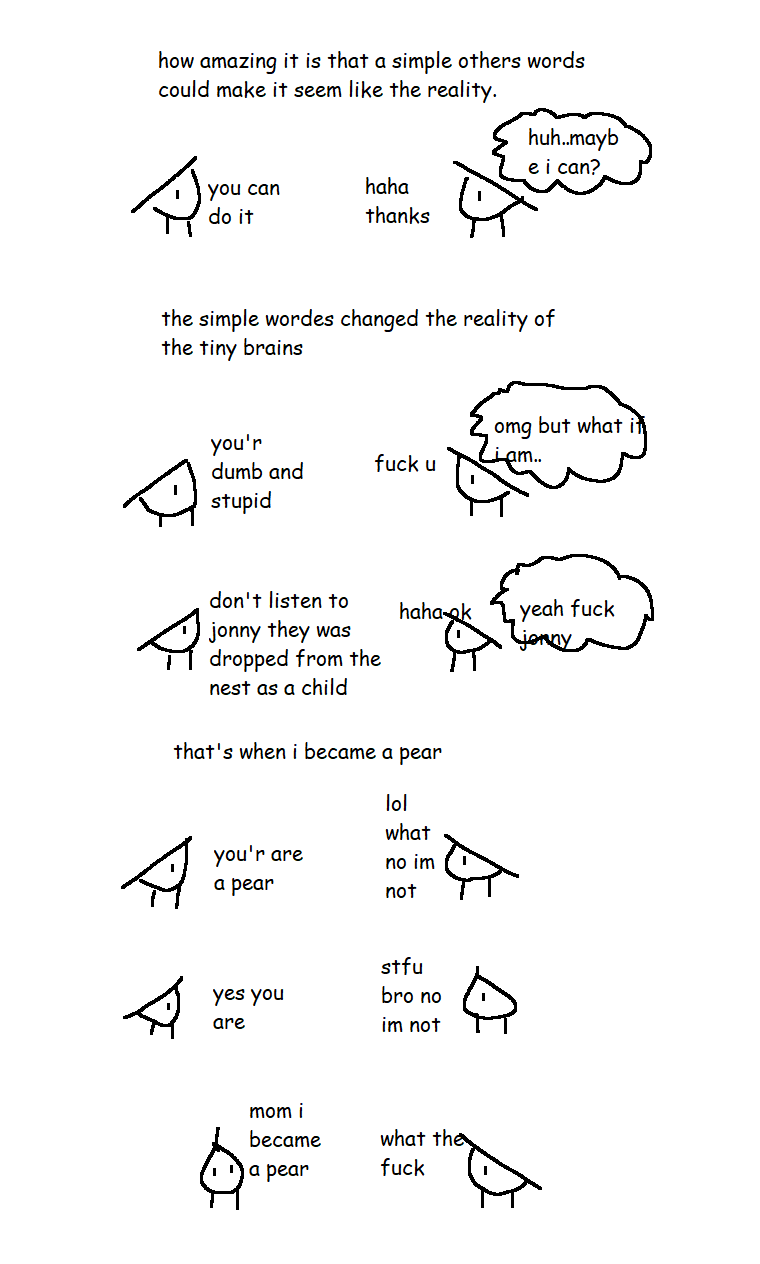 how amazing it is that a simple others words
could make it seem like the reality.
you can
do it
haha
thanks
huh..mayb
e i can?
the simple wordes changed the reality of
the tiny brains
you'r
dumb and
stupid
fuck u
omg but what if
i am..
don't listen to
jonny they was
dropped from the
nest as a child
haha ok
yeah fuck
jonny
that's when i became a pear
you'r are
a pear
lol
what
no im
not
yes you
are
stfu
bro no
im not
mom i
became
a pear
what the
fuck